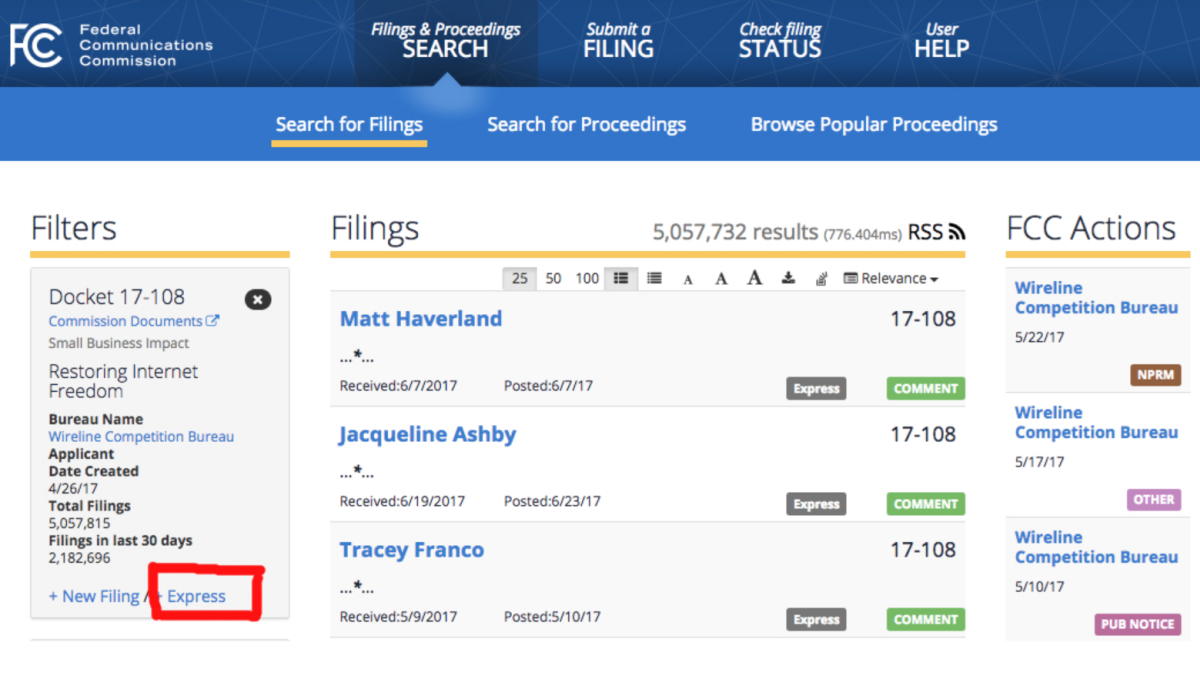 FCC
Federal
Communications
Commission
Filings & Proceedings
SEARCH
Submit a
FILING
Check filing
STATUS
User
HELP
Search for Filings
Search for Proceedings
Browse Popular Proceedings
Filters
Docket 17-108
Commission Documents
Small Business Impact
Restoring Internet
Freedom
Bureau Name
Wireline Competition Bureau
Applicant
Date Created
4/26/17
Total Filings
5,057,815
Filings in last 30 days
2,182,696
+ New Filing / + Express
Filings
5,057,732 results (776.404ms) RSS
25 50 100 A A A Relevance
Matt Haverland 17-108
...*...
Received:6/7/2017 Posted:6/7/17 Express COMMENT
Jacqueline Ashby 17-108
...*...
Received:6/19/2017 Posted:6/23/17 Express COMMENT
Tracey Franco 17-108
...*...
Received:5/9/2017 Posted:5/10/17 Express COMMENT
FCC Actions
Wireline
Competition Bureau
5/22/17
NPRM
Wireline
Competition Bureau
5/17/17
OTHER
Wireline
Competition Bureau
5/10/17
PUB NOTICE